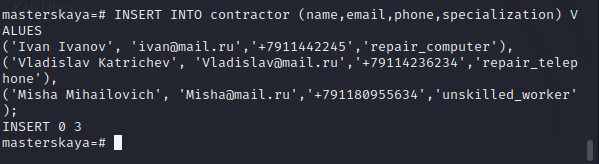 masterskaya=# INSERT INTO contractor (name,email,phone,specialization) V
ALUES
('Ivan Ivanov', 'ivan@mail.ru','+7911442245','repair_computer'),
('Vladislav Katrichev', 'Vladislav@mail.ru','+79114236234','repair_telep
hone'),
('Misha Mihailovich', 'Misha@mail.ru','+791180955634','unskilled_worker'
);
INSERT 0 3
masterskaya=#